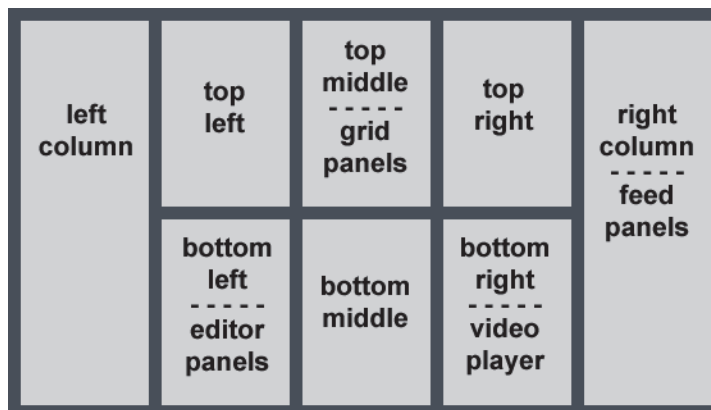 left
column
top
left
top
middle
- - - - -
grid
panels
top
right
right
column
- - - - -
feed
panels
bottom
left
- - - - -
editor
panels
bottom
middle
bottom
right
- - - - -
video
player